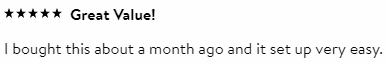 ★★★★★ Great Value!
I bought this about a month ago and it set up very easy.